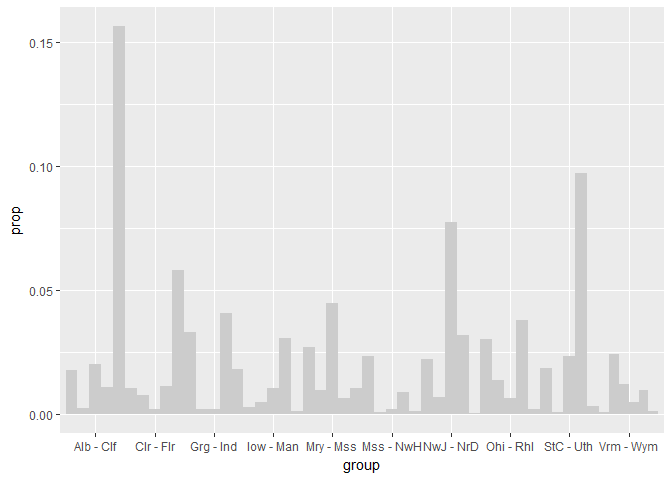 prop
0.15
0.10
0.05
0.00
Alb - Clf Clr - Flr Grg - Ind Iow - Man Mry - Mss Mss - NwH NwJ - NrD Ohi - Rhl StC - Uth Vrm - Wym
group